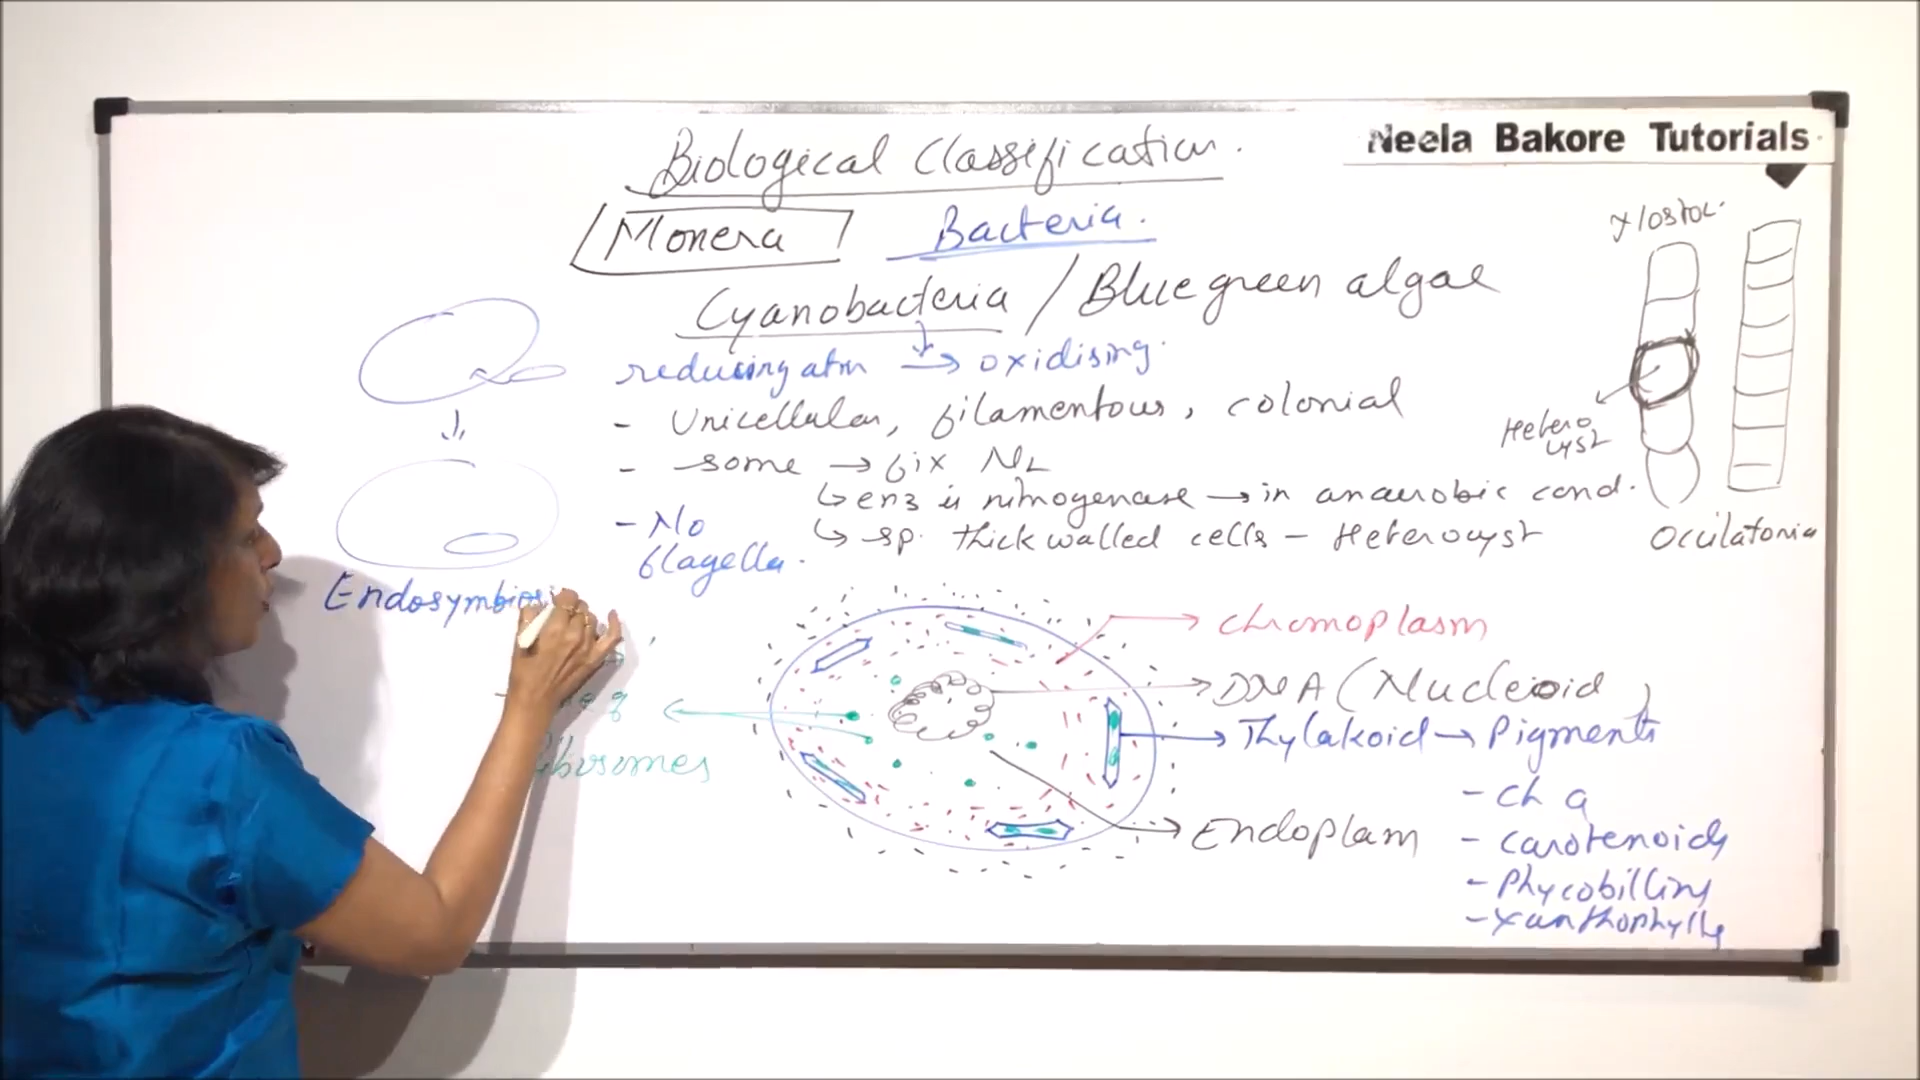 Biological Classification.
Neela Bakore Tutorials
Monera Bacteria.
Cyanobacteria / Blue green algae
reducing atm → oxidising.
- Unicellular, filamentous, colonial
- some → fix N2
↳ enz is nitrogenase → in anaerobic cond.
↳ sp. thick walled cells - Heterocyst
- No
flagella.
Nostoc.
Hetero
cyst
Ocillatoria
Endosymbiosi
chromoplasm
DNA (Nucleoid)
Thylakoid → Pigments
- Ch a
- carotenoids
- Phycobillins
- xanthophylls
Endoplasm
ribosomes